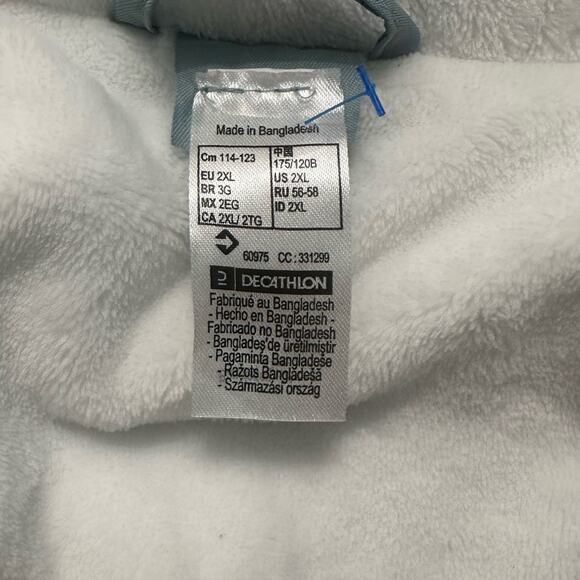 Made in Bangladesh
Cm 114-123
EU 2XL
BR 3G
MX 2EG
CA 2XL/ 2TG
中国
175/120B
US 2XL
RU 56-58
ID 2XL
60975 CC : 331299
DECATHLON
Fabriqué au Bangladesh
- Hecho en Bangladesh -
Fabricado no Bangladesh
- Bangladeş'de üretilmiştir
- Pagaminta Bangladeše
- Ražots Bangladēšā
- Származási ország